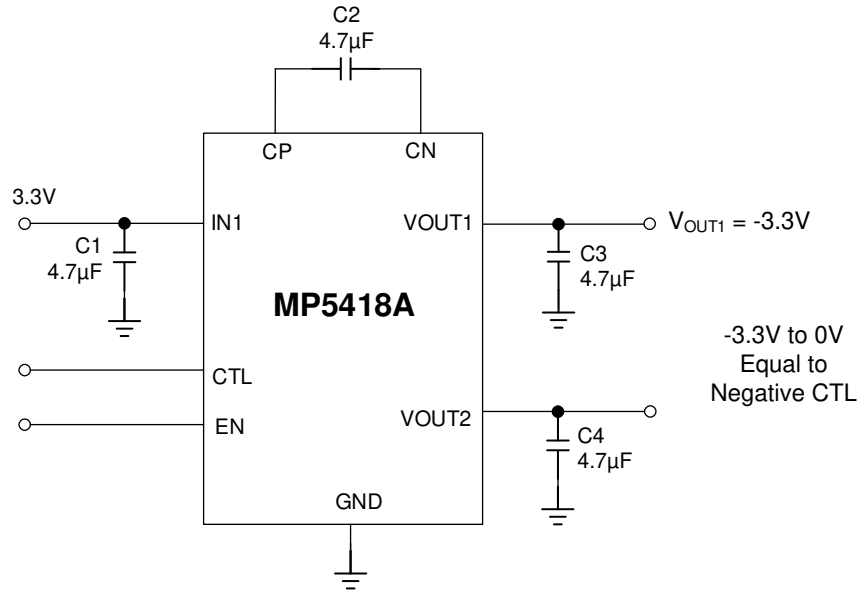 C2
4.7µF
CP
CN
3.3V
IN1
VOUT1
V_OUT1 = -3.3V
C1
4.7µF
C3
4.7µF
MP5418A
-3.3V to 0V
Equal to
Negative CTL
CTL
EN
VOUT2
C4
4.7µF
GND